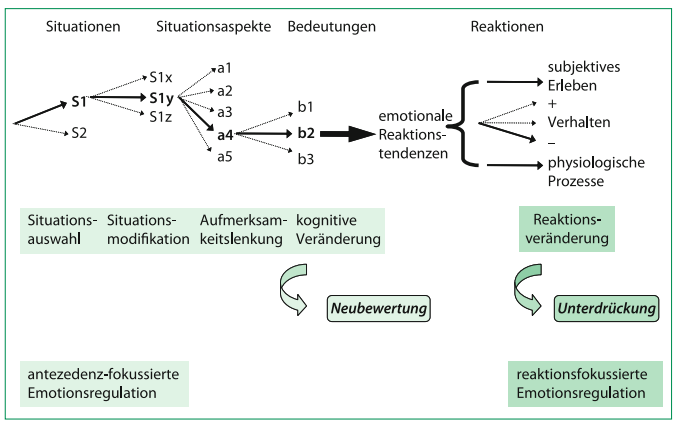 Situationen Situationsaspekte Bedeutungen Reaktionen
S1
S2
S1x
S1y
S1z
a1
a2
a3
a4
a5
b1
b2
b3
emotionale
Reaktions-
tendenzen
subjektives
Erleben
+
Verhalten
–
physiologische
Prozesse
Situations-
auswahl
Situations-
modifikation
Aufmerksam-
keitslenkung
kognitive
Veränderung
Reaktions-
veränderung
Neubewertung
Unterdrückung
antezedenz-fokussierte
Emotionsregulation
reaktionsfokussierte
Emotionsregulation